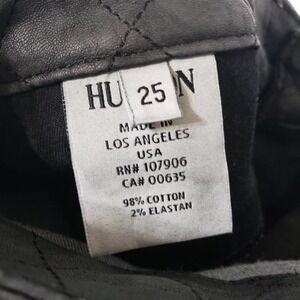 HU 25 N
MADE IN
LOS ANGELES
USA
RN# 107906
CA# 00635
98% COTTON
2% ELASTAN